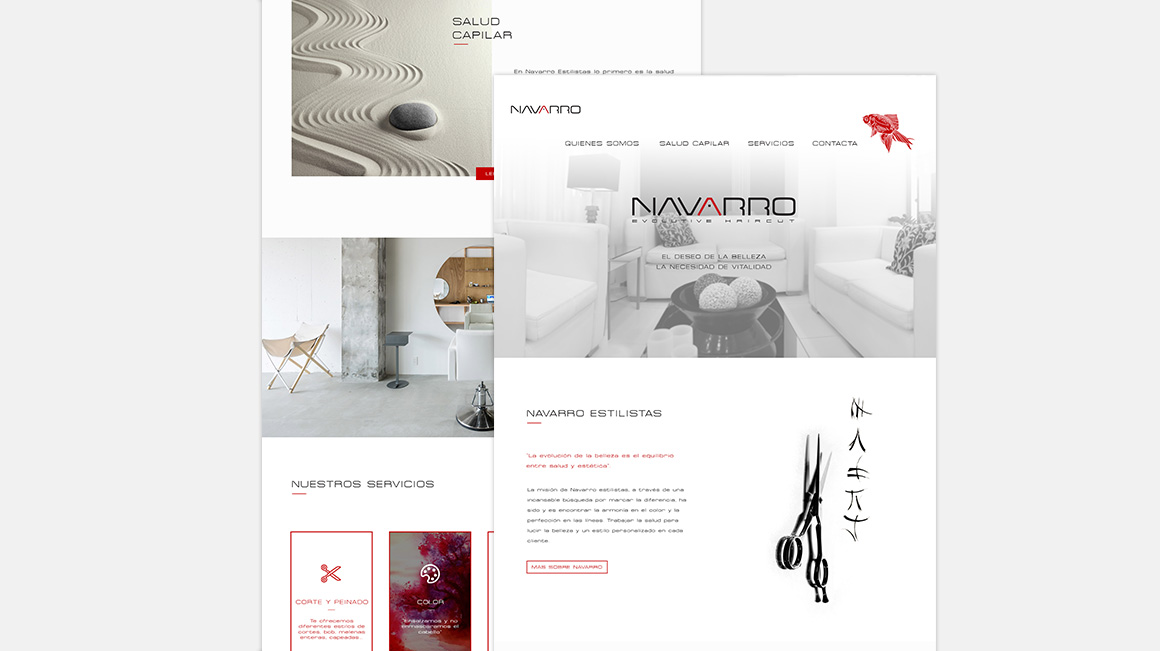 SALUD
CAPILAR
En Navarro Estilistas lo primero es la salud
NAVARRO
QUIENES SOMOS SALUD CAPILAR SERVICIOS CONTACTA
NAVARRO
EVOLUTIVE HAIRCUT
EL DESEO DE LA BELLEZA
LA NECESIDAD DE VITALIDAD
NAVARRO ESTILISTAS
"La evolución de la belleza es el equilibrio
entre salud y estética".
La misión de Navarro estilistas, a través de una
incansable búsqueda por marcar la diferencia, ha
sido y es encontrar la armonía en el color y la
perfección en las líneas. Trabajar la salud para
lucir la belleza y un estilo personalizado en cada
cliente.
MÁS SOBRE NAVARRO
NUESTROS SERVICIOS
CORTE Y PEINADO
Te ofrecemos
diferentes estilos de
cortes, bob, melenas
enteras, capeadas...
COLOR
"Ensalzamos y no
enmascaramos el
cabello"